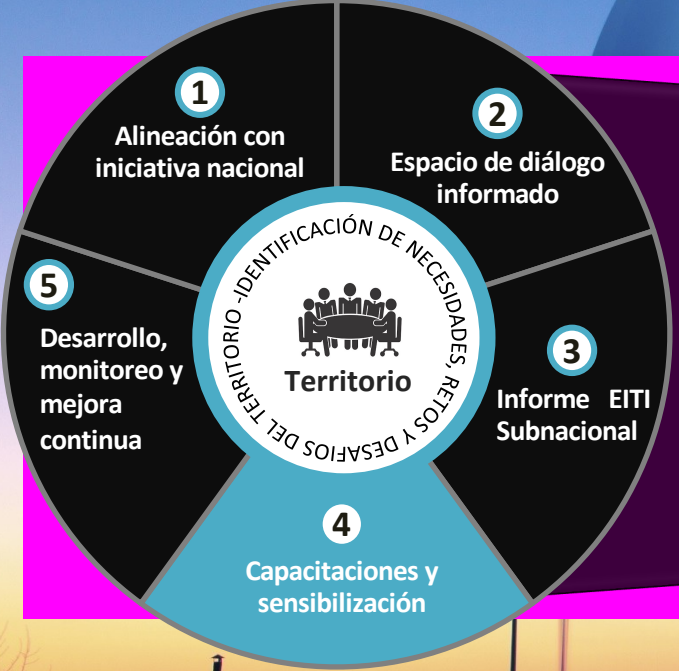 1
Alineación con
iniciativa nacional
2
Espacio de diálogo
informado
3
Informe EITI
Subnacional
4
Capacitaciones y
sensibilización
5
Desarrollo,
monitoreo y
mejora
continua
IDENTIFICACIÓN DE NECESIDADES, RETOS Y DESAFIOS DEL TERRITORIO -
Territorio